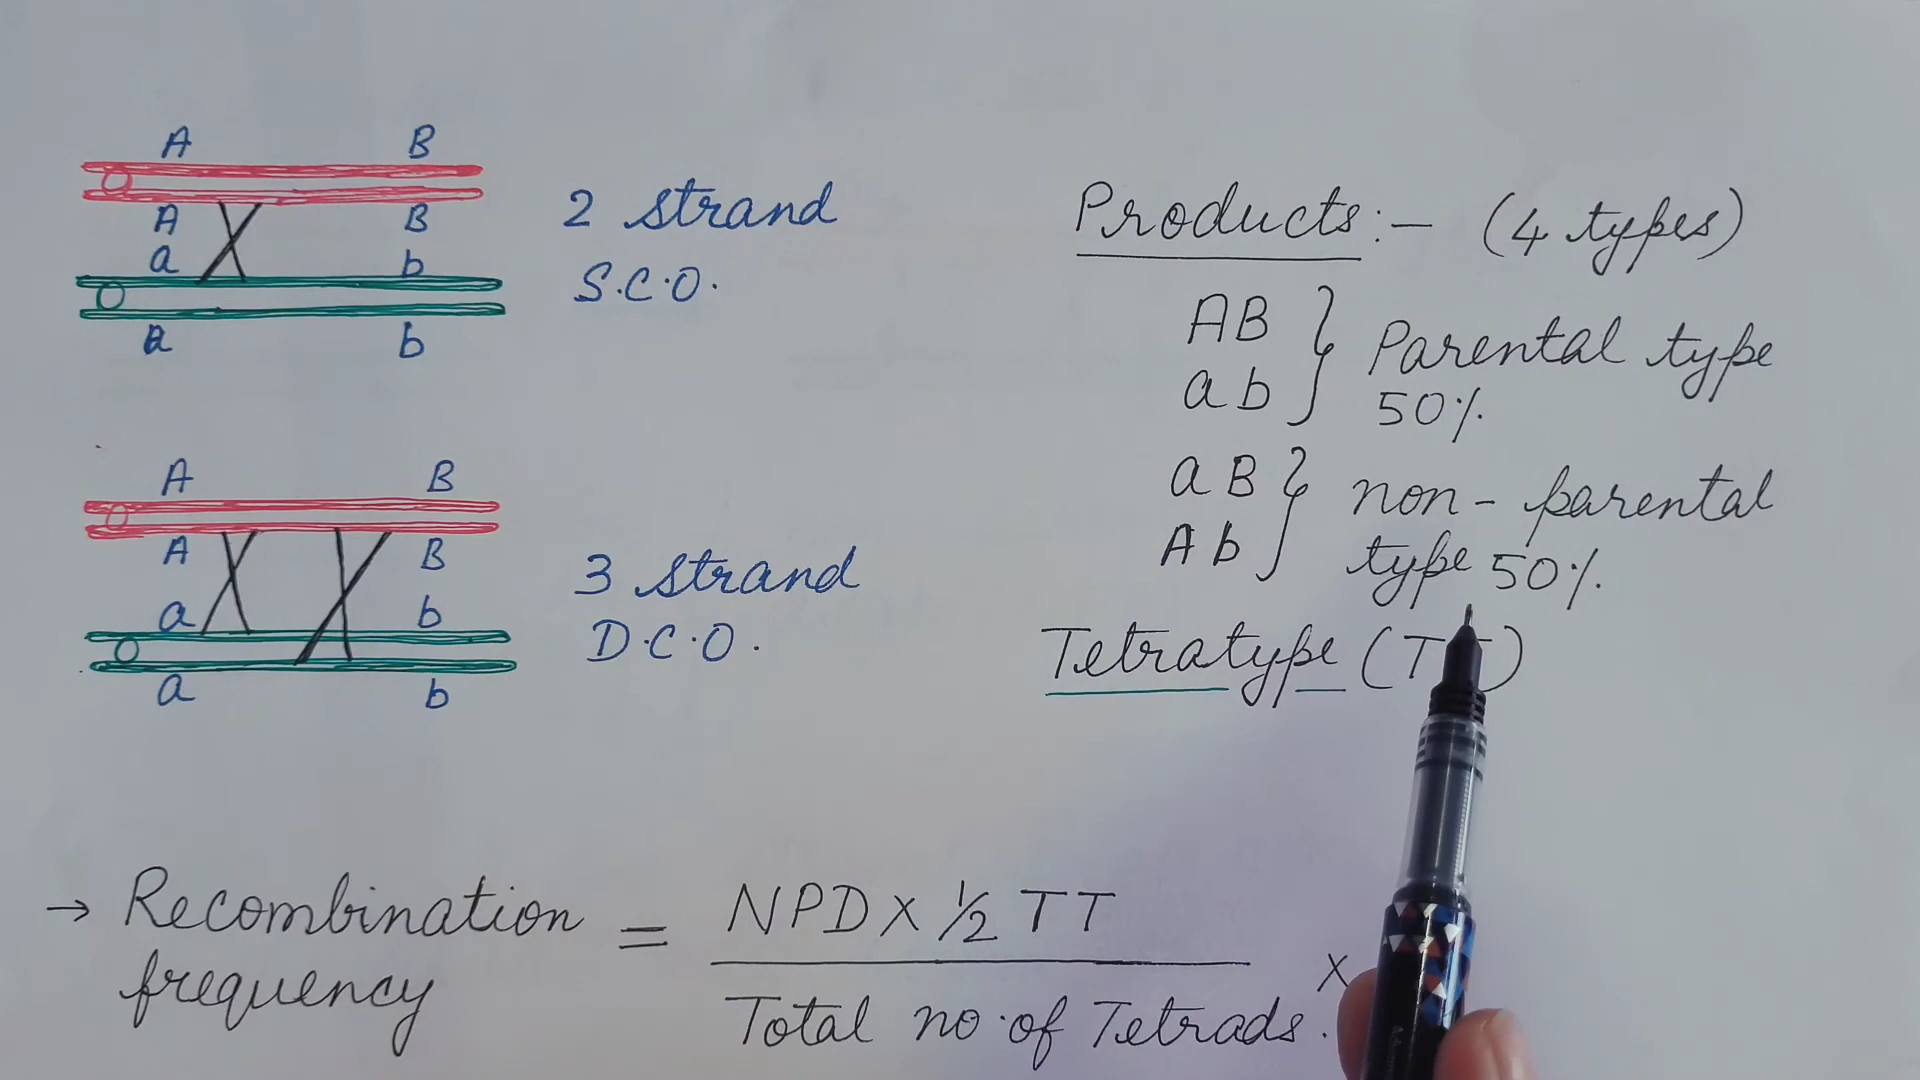 A B
A B
a b
a b
2 strand
S.C.O.
A B
A B
a b
a b
3 strand
D.C.O.
Products:- (4 types)
AB
ab
Parental type
50%
aB
Ab
non-parental
type 50%
Tetratype (T
→ Recombination
frequency
=
NPD X 1/2 TT
Total no. of Tetrads.
X